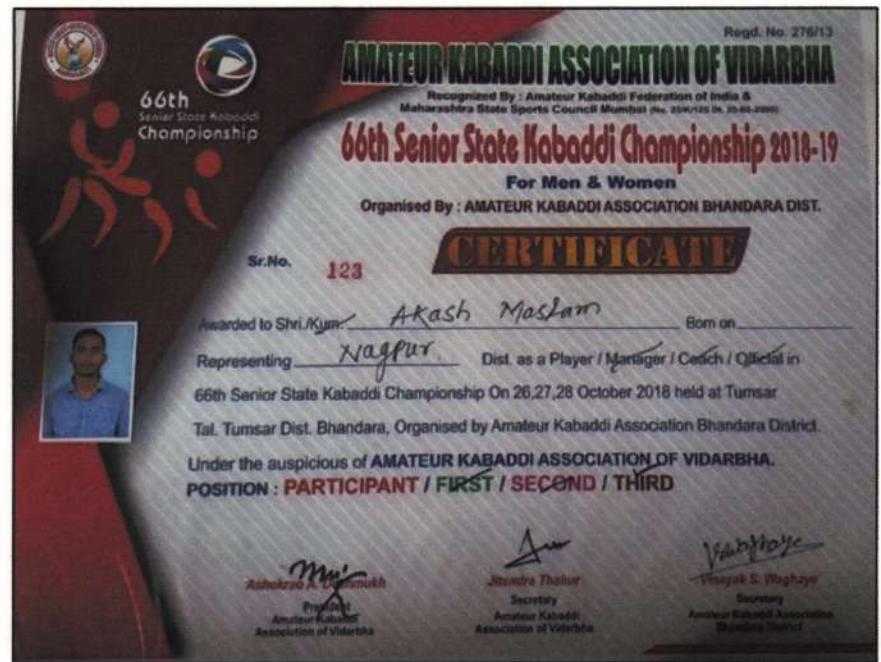 Regd. No. 276/13
AMATEUR KABADDI ASSOCIATION OF VIDARBHA
Recognized By : Amateur Kabaddi Federation of India &
Maharashtra State Sports Council Mumbai
66th
Senior State Kabaddi
Championship
66th Senior State Kabaddi Championship 2018-19
For Men & Women
Organised By : AMATEUR KABADDI ASSOCIATION BHANDARA DIST.
CERTIFICATE
Sr.No. 123
Awarded to Shri./Kum. Akash Born on
Representing Nagpur. Dist. as a Player / Manager / Coach / Official in
66th Senior State Kabaddi Championship On 26,27,28 October 2018 held at Tumsar
Tal. Tumsar Dist. Bhandara, Organised by Amateur Kabaddi Association Bhandara District.
Under the auspicious of AMATEUR KABADDI ASSOCIATION OF VIDARBHA.
POSITION : PARTICIPANT / FIRST / SECOND / THIRD
Ashokrao A. Jitendra Thakur Vinayak S. Waghaye
President Secretary Secretary
Amateur Kabaddi Amateur Kabaddi Amateur Kabaddi Association
Association of Vidarbha Association of Vidarbha Bhandara District